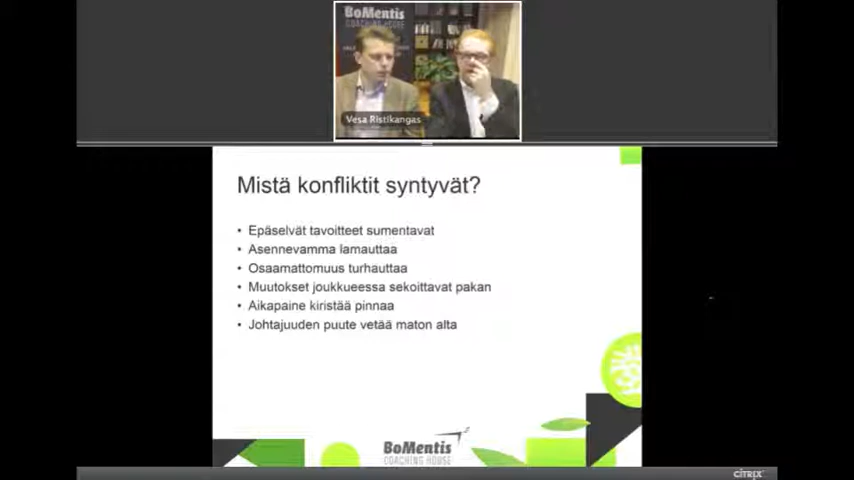 BoMentis
COACHING HOUSE
Vesa Ristikangas
Mistä konfliktit syntyvät?
• Epäselvät tavoitteet sumentavat
• Asennevamma lamauttaa
• Osaamattomuus turhauttaa
• Muutokset joukkueessa sekoittavat pakan
• Aikapaine kiristää pinnaa
• Johtajuuden puute vetää maton alta
BoMentis
COACHING HOUSE
CITRIX